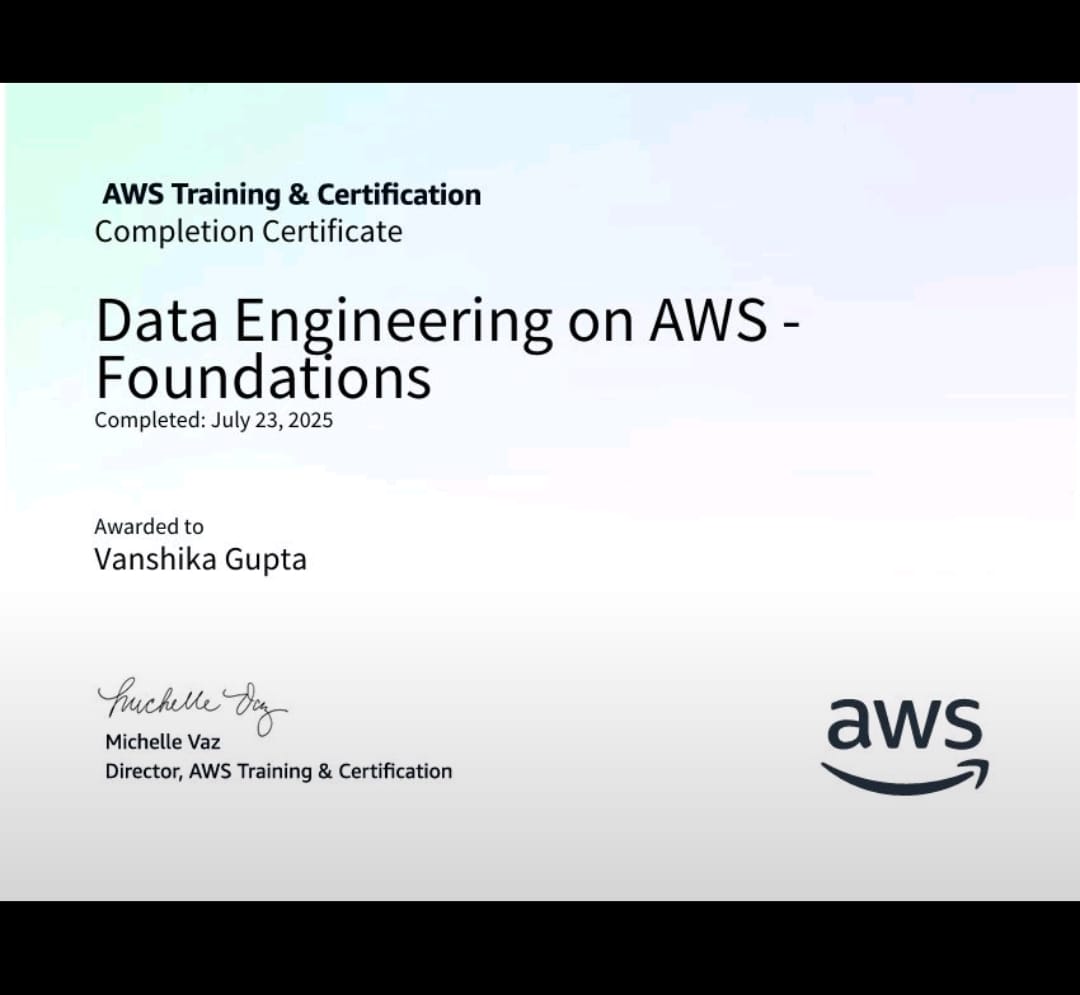 AWS Training & Certification
Completion Certificate
Data Engineering on AWS -
Foundations
Completed: July 23, 2025
Awarded to
Vanshika Gupta
Michelle Vaz
Michelle Vaz
Director, AWS Training & Certification
aws